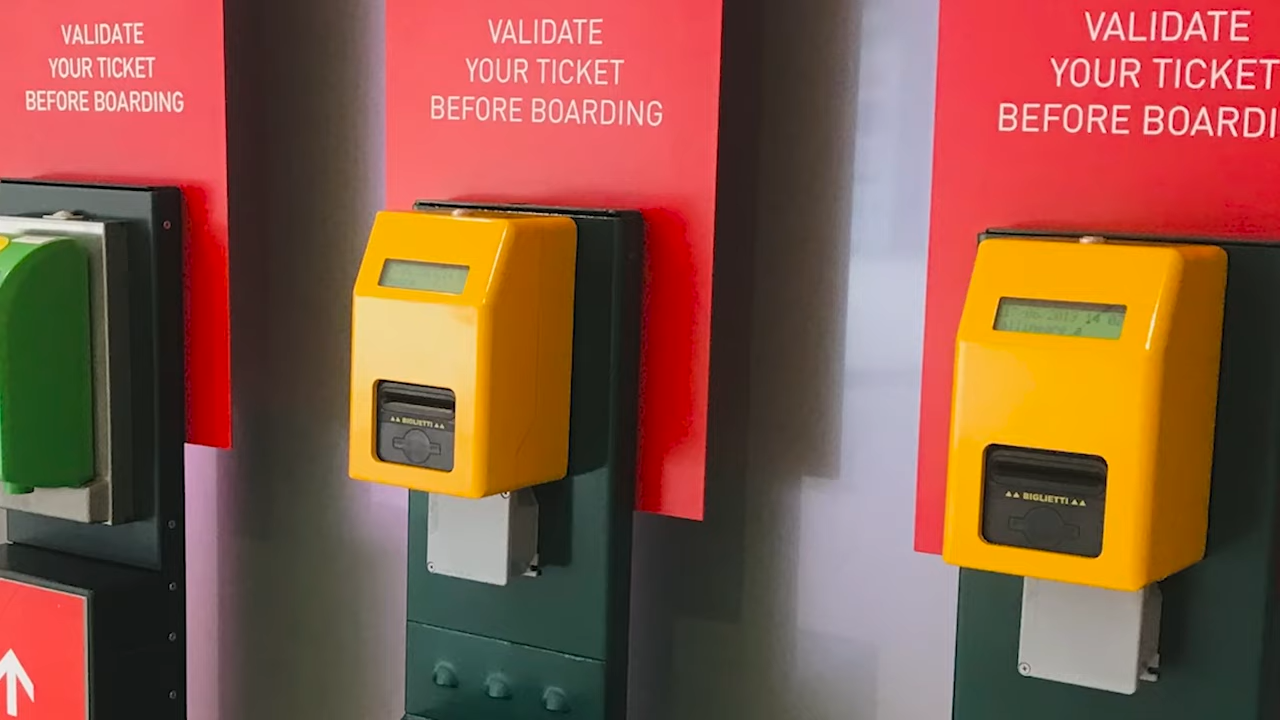 VALIDATE
YOUR TICKET
BEFORE BOARDING
VALIDATE
YOUR TICKET
BEFORE BOARDING
VALIDATE
YOUR TICKET
BEFORE BOARDI
BIGLIETTI
BIGLIETTI